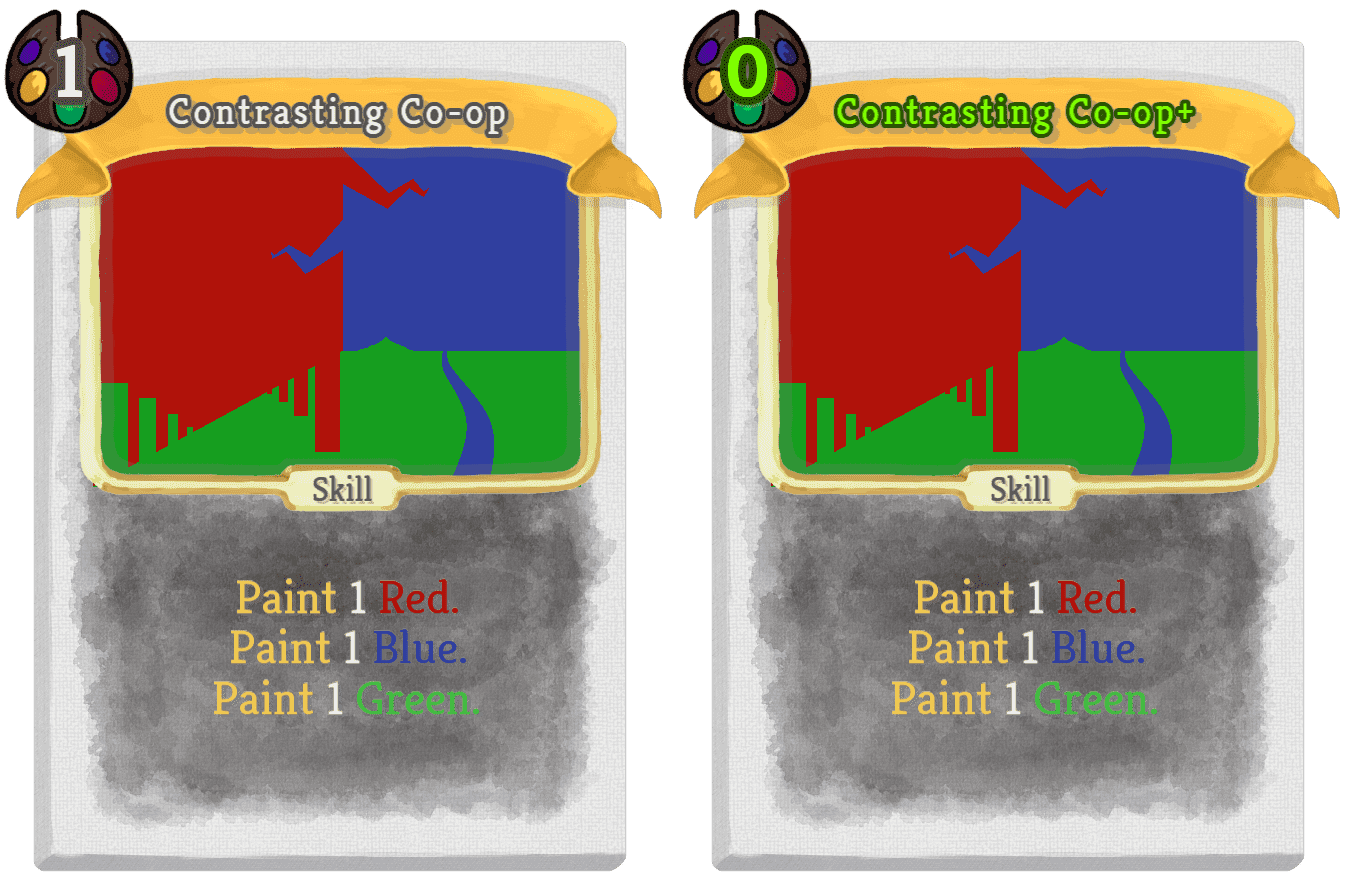 1
Contrasting Co-op
Skill
Paint 1 Red.
Paint 1 Blue.
Paint 1 Green.
0
Contrasting Co-op+
Skill
Paint 1 Red.
Paint 1 Blue.
Paint 1 Green.